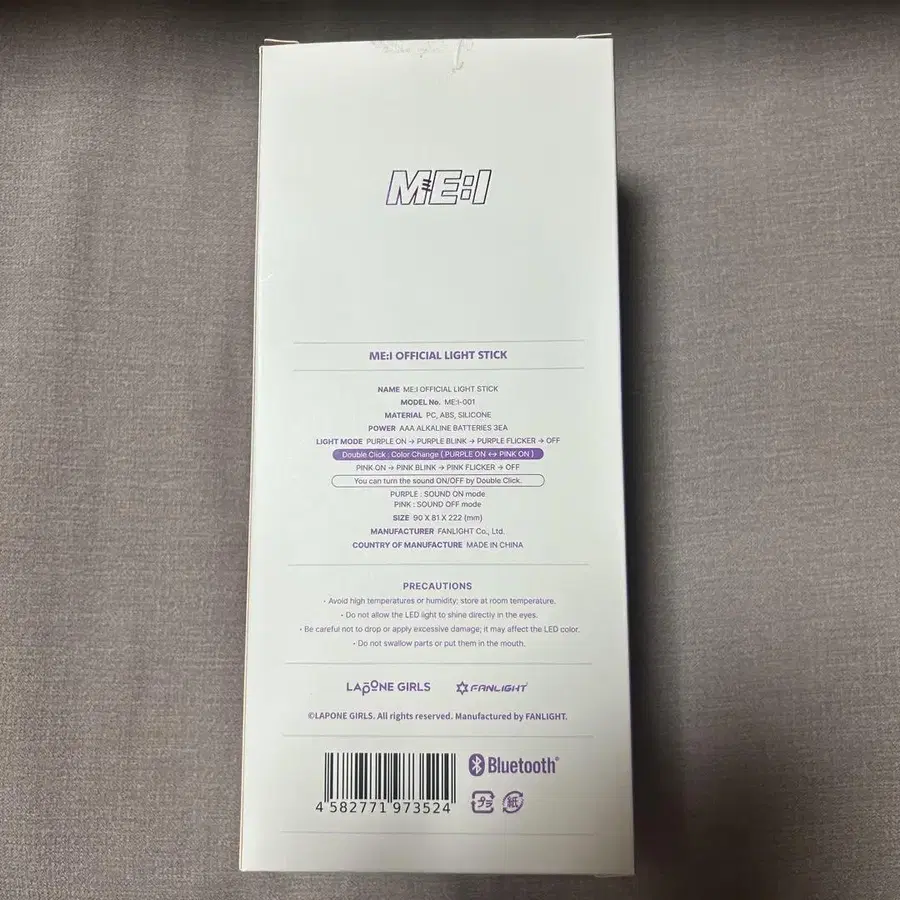 ME:I
ME:I OFFICIAL LIGHT STICK
NAME ME:I OFFICIAL LIGHT STICK
MODEL No. ME:I-001
MATERIAL PC, ABS, SILICONE
POWER AAA ALKALINE BATTERIES 3EA
LIGHT MODE PURPLE ON → PURPLE BLINK → PURPLE FLICKER → OFF
Double Click : Color Change ( PURPLE ON ↔ PINK ON )
PINK ON → PINK BLINK → PINK FLICKER → OFF
You can turn the sound ON/OFF by Double Click.
PURPLE : SOUND ON mode
PINK : SOUND OFF mode
SIZE 90 X 81 X 222 (mm)
MANUFACTURER FANLIGHT Co., Ltd.
COUNTRY OF MANUFACTURE MADE IN CHINA
PRECAUTIONS
· Avoid high temperatures or humidity; store at room temperature.
· Do not allow the LED light to shine directly in the eyes.
· Be careful not to drop or apply excessive damage; it may affect the LED color.
· Do not swallow parts or put them in the mouth.
LAPONE GIRLS FANLIGHT
©LAPONE GIRLS. All rights reserved. Manufactured by FANLIGHT.
Bluetooth®
4 582771 973524
プラ 紙